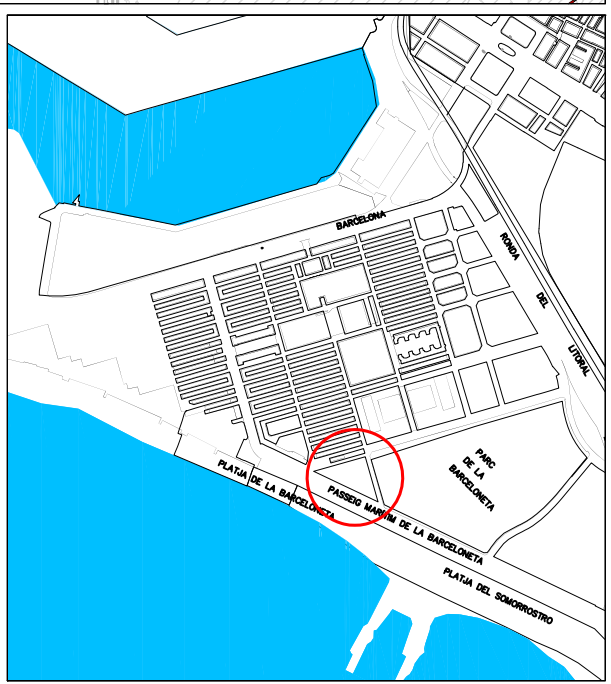 BARCELONA
RONDA
DEL
LITORAL
PARC
DE LA
BARCELONETA
PLATJA DE LA BARCELONETA
PASSEIG MARÍTIM DE LA BARCELONETA
PLATJA DEL SOMORROSTRO